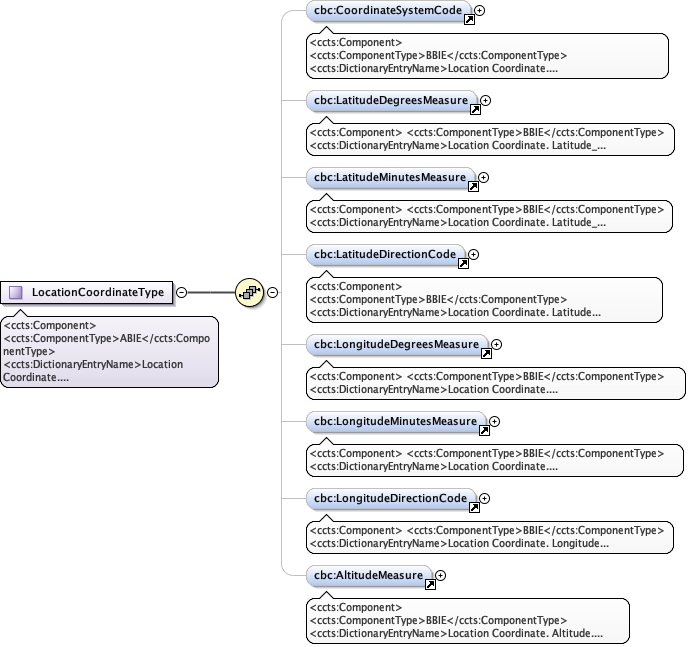 cbc:CoordinateSystemCode
<ccts:Component>
<ccts:ComponentType>BBIE</ccts:ComponentType>
<ccts:DictionaryEntryName>Location Coordinate....
cbc:LatitudeDegreesMeasure
<ccts:Component> <ccts:ComponentType>BBIE</ccts:ComponentType>
<ccts:DictionaryEntryName>Location Coordinate. Latitude_...
cbc:LatitudeMinutesMeasure
<ccts:Component> <ccts:ComponentType>BBIE</ccts:ComponentType>
<ccts:DictionaryEntryName>Location Coordinate. Latitude_...
cbc:LatitudeDirectionCode
<ccts:Component>
<ccts:ComponentType>BBIE</ccts:ComponentType>
<ccts:DictionaryEntryName>Location Coordinate. Latitude...
LocationCoordinateType
<ccts:Component>
<ccts:ComponentType>ABIE</ccts:Compo
nentType>
<ccts:DictionaryEntryName>Location
Coordinate....
cbc:LongitudeDegreesMeasure
<ccts:Component> <ccts:ComponentType>BBIE</ccts:ComponentType>
<ccts:DictionaryEntryName>Location Coordinate....
cbc:LongitudeMinutesMeasure
<ccts:Component> <ccts:ComponentType>BBIE</ccts:ComponentType>
<ccts:DictionaryEntryName>Location Coordinate....
cbc:LongitudeDirectionCode
<ccts:Component> <ccts:ComponentType>BBIE</ccts:ComponentType>
<ccts:DictionaryEntryName>Location Coordinate. Longitude...
cbc:AltitudeMeasure
<ccts:Component>
<ccts:ComponentType>BBIE</ccts:ComponentType>
<ccts:DictionaryEntryName>Location Coordinate. Altitude....